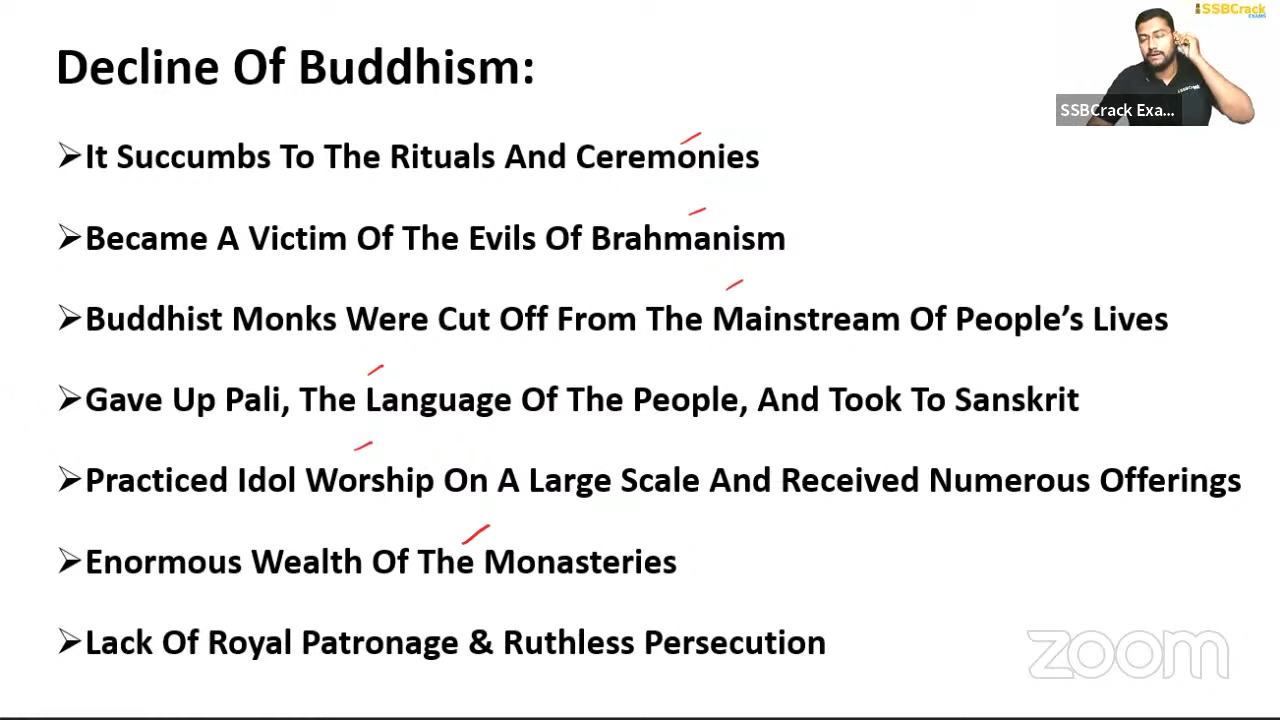 SSBCrack
EXAMS
Decline Of Buddhism:
SSBCrack Exa...
➢It Succumbs To The Rituals And Ceremonies
➢Became A Victim Of The Evils Of Brahmanism
➢Buddhist Monks Were Cut Off From The Mainstream Of People’s Lives
➢Gave Up Pali, The Language Of The People, And Took To Sanskrit
➢Practiced Idol Worship On A Large Scale And Received Numerous Offerings
➢Enormous Wealth Of The Monasteries
➢Lack Of Royal Patronage & Ruthless Persecution
zoom